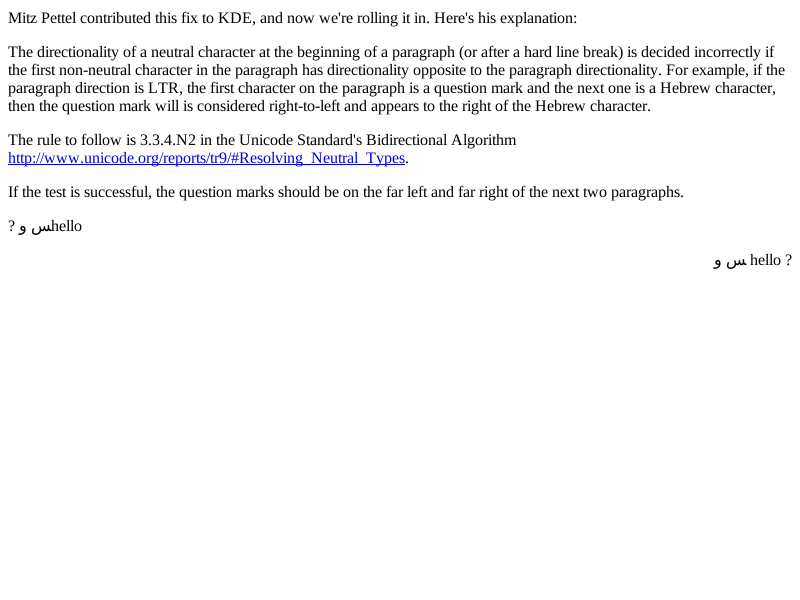 Mitz Pettel contributed this fix to KDE, and now we're rolling it in. Here's his explanation:
The directionality of a neutral character at the beginning of a paragraph (or after a hard line break) is decided incorrectly if
the first non-neutral character in the paragraph has directionality opposite to the paragraph directionality. For example, if the
paragraph direction is LTR, the first character on the paragraph is a question mark and the next one is a Hebrew character,
then the question mark will is considered right-to-left and appears to the right of the Hebrew character.
The rule to follow is 3.3.4.N2 in the Unicode Standard's Bidirectional Algorithm
http://www.unicode.org/reports/tr9/#Resolving_Neutral_Types.
If the test is successful, the question marks should be on the far left and far right of the next two paragraphs.
? س وhello
? hello س و